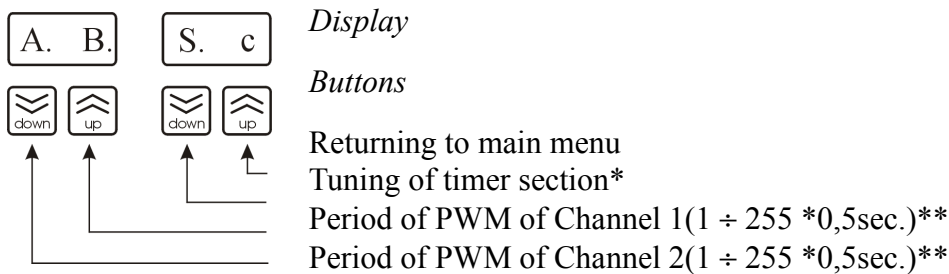 A. B. S. c
Display
Buttons
down up down up
Returning to main menu
Tuning of timer section*
Period of PWM of Channel 1(1 ÷ 255 *0,5sec.)**
Period of PWM of Channel 2(1 ÷ 255 *0,5sec.)**